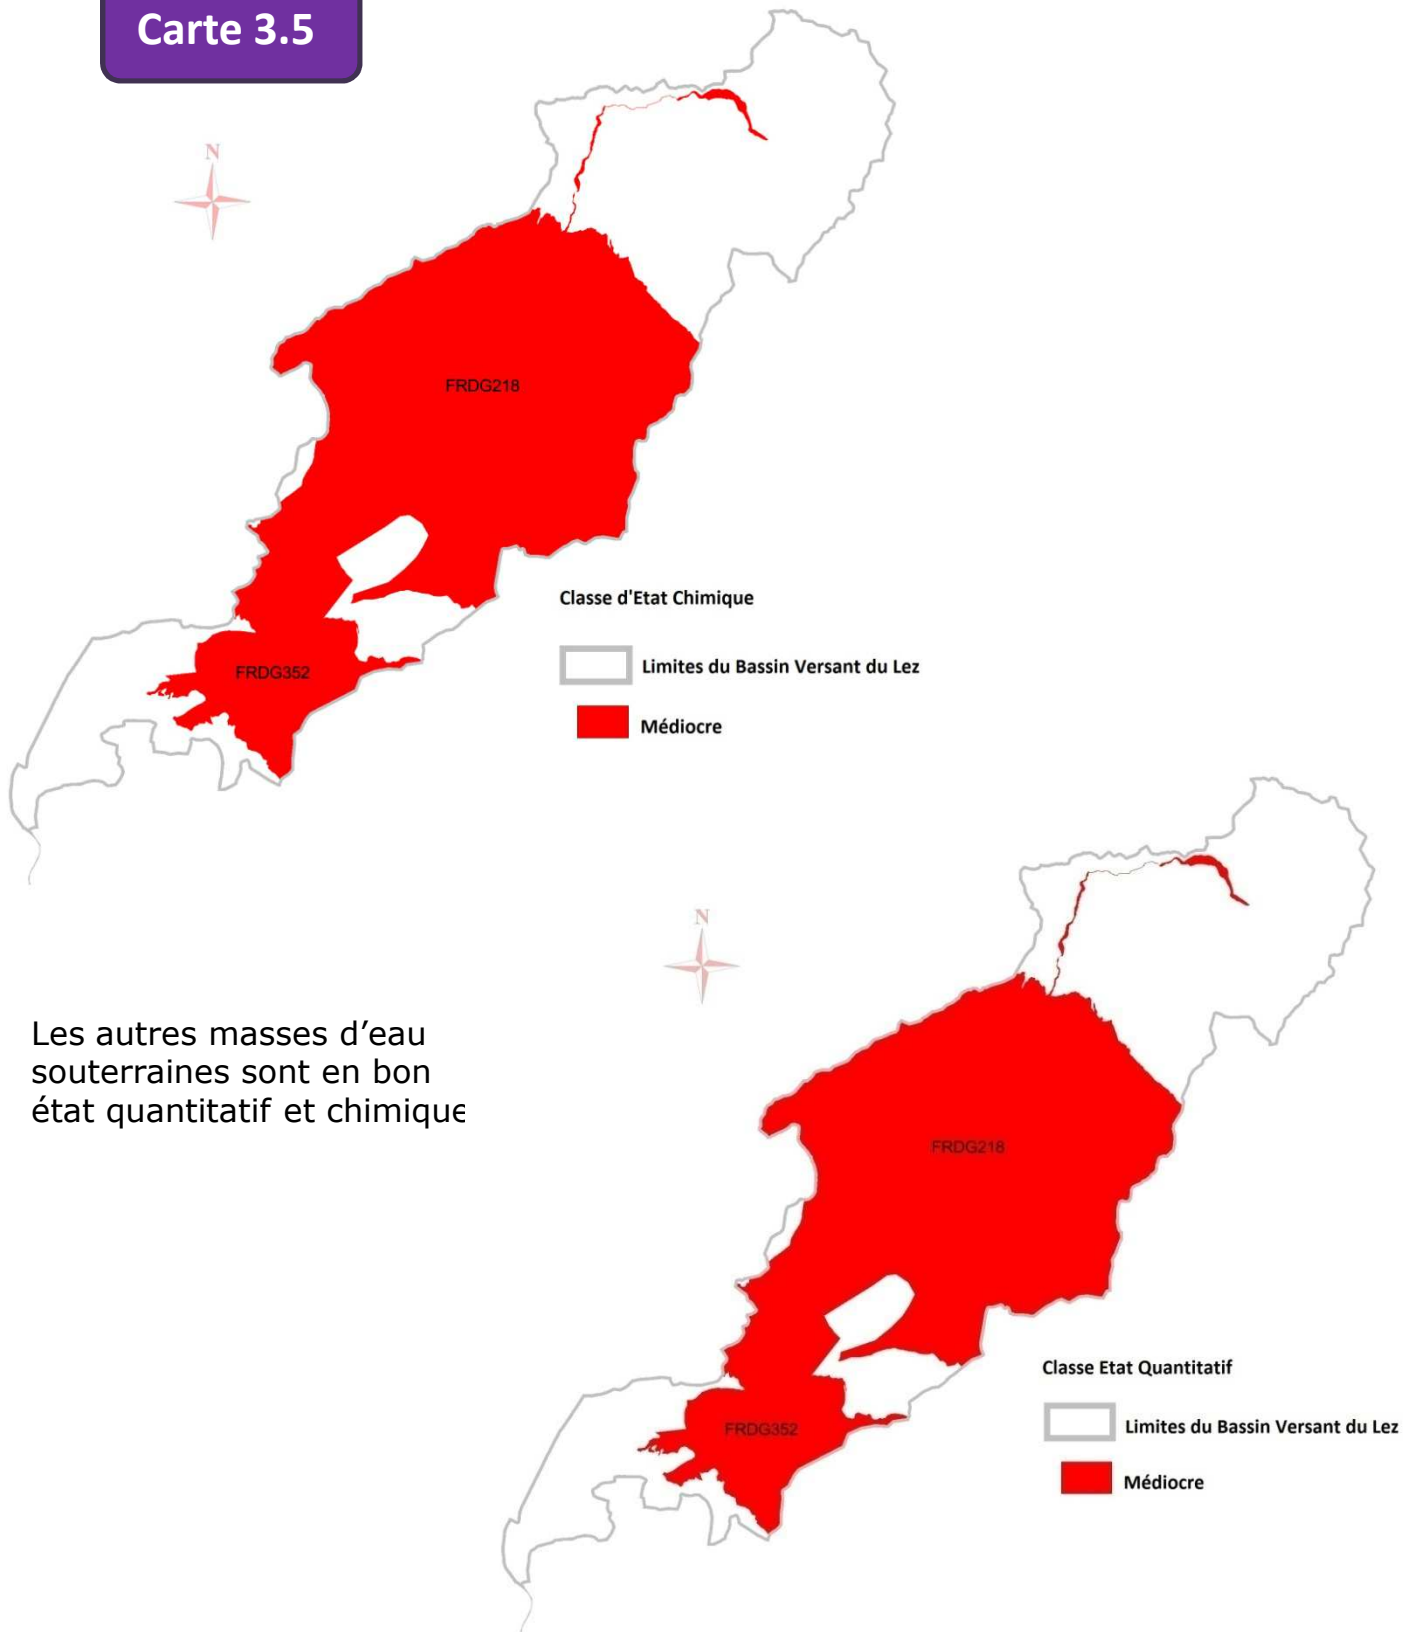 Carte 3.5
N
FRDG218
FRDG352
Classe d'Etat Chimique
Limites du Bassin Versant du Lez
Médiocre
Les autres masses d’eau
souterraines sont en bon
état quantitatif et chimique
N
FRDG218
FRDG352
Classe Etat Quantitatif
Limites du Bassin Versant du Lez
Médiocre